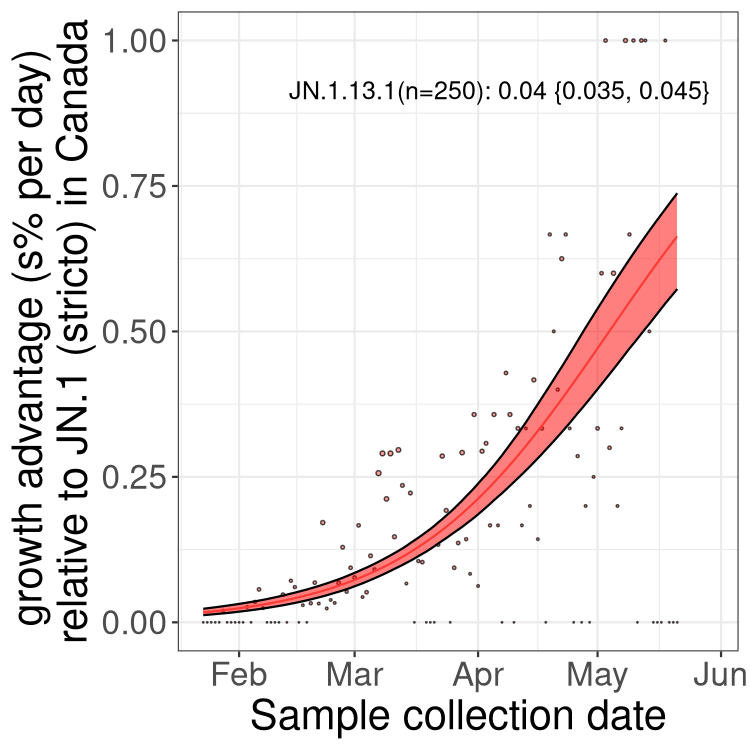 growth advantage (s% per day)
relative to JN.1 (stricto) in Canada
1.00
0.75
0.50
0.25
0.00
JN.1.13.1(n=250): 0.04 {0.035, 0.045}
Feb Mar Apr May Jun
Sample collection date